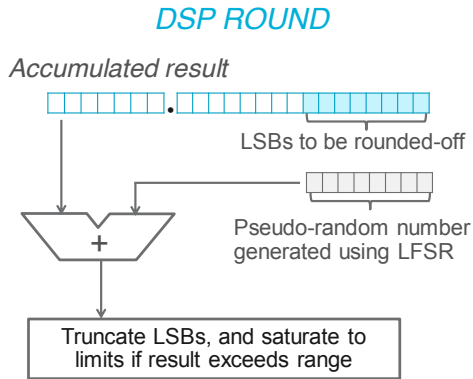 DSP ROUND
Accumulated result
.
LSBs to be rounded-off
Pseudo-random number
generated using LFSR
+
Truncate LSBs, and saturate to
limits if result exceeds range